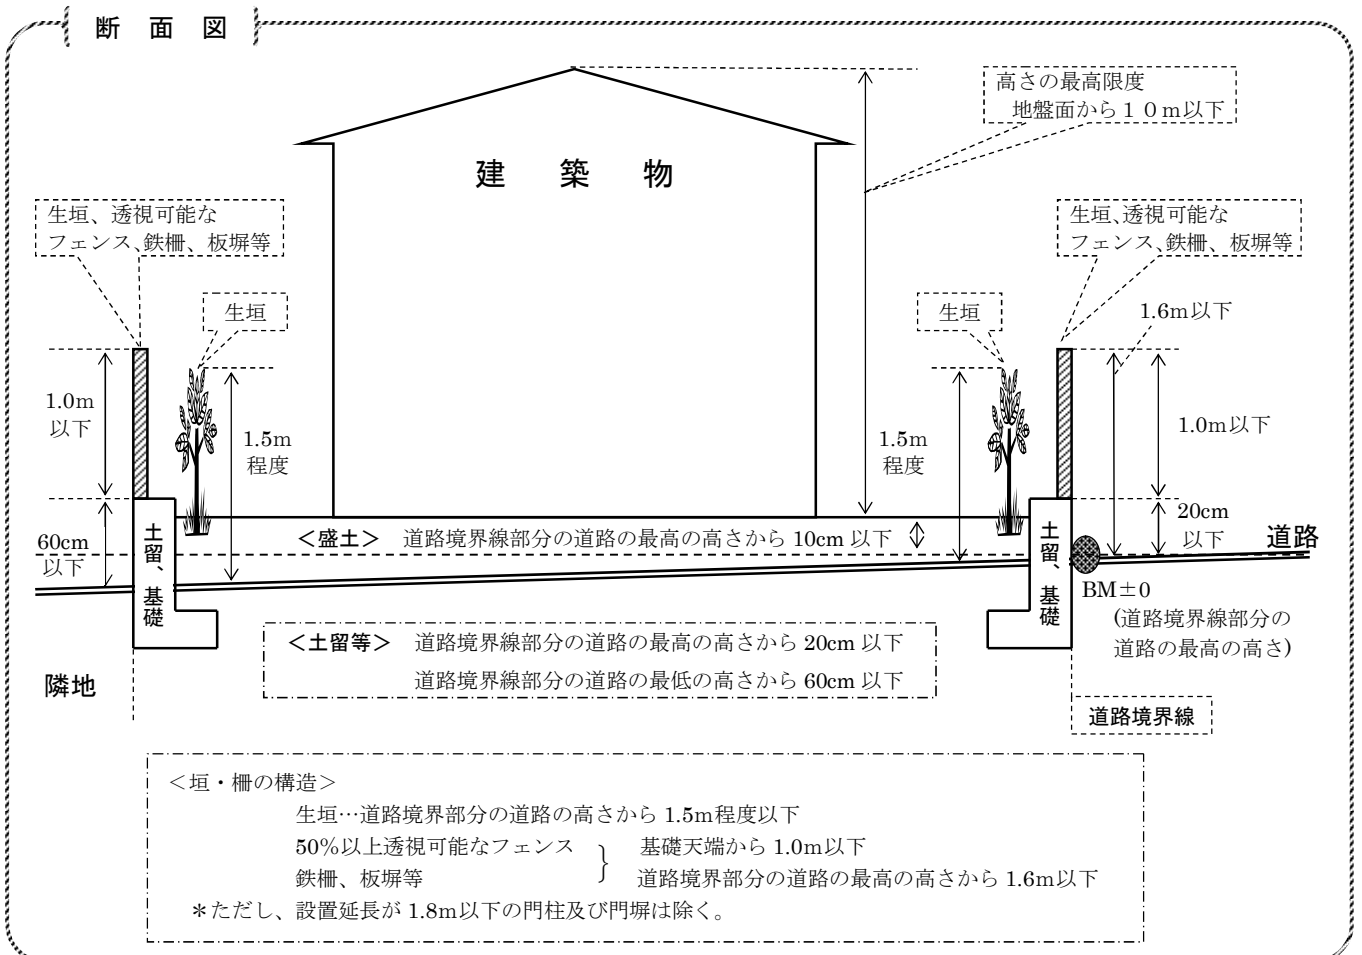 断 面 図
高さの最高限度
地盤面から１０ｍ以下
建 築 物
生垣、透視可能な
フェンス、鉄柵、板塀等
生垣、透視可能な
フェンス、鉄柵、板塀等
生垣
生垣
1.6ｍ以下
1.0ｍ
以下
1.5ｍ
程度
1.5ｍ
程度
1.0ｍ以下
60cm
以下
土留、基礎
＜盛土＞ 道路境界線部分の道路の最高の高さから 10cm 以下
土留、基礎
20cm
以下
道路
BM±0
(道路境界線部分の
道路の最高の高さ)
＜土留等＞ 道路境界線部分の道路の最高の高さから 20cm 以下
道路境界線部分の道路の最低の高さから 60cm 以下
隣地
道路境界線
＜垣・柵の構造＞
生垣…道路境界部分の道路の高さから 1.5ｍ程度以下
50%以上透視可能なフェンス } 基礎天端から 1.0ｍ以下
鉄柵、板塀等 道路境界部分の道路の最高の高さから 1.6ｍ以下
＊ただし、設置延長が 1.8ｍ以下の門柱及び門塀は除く。